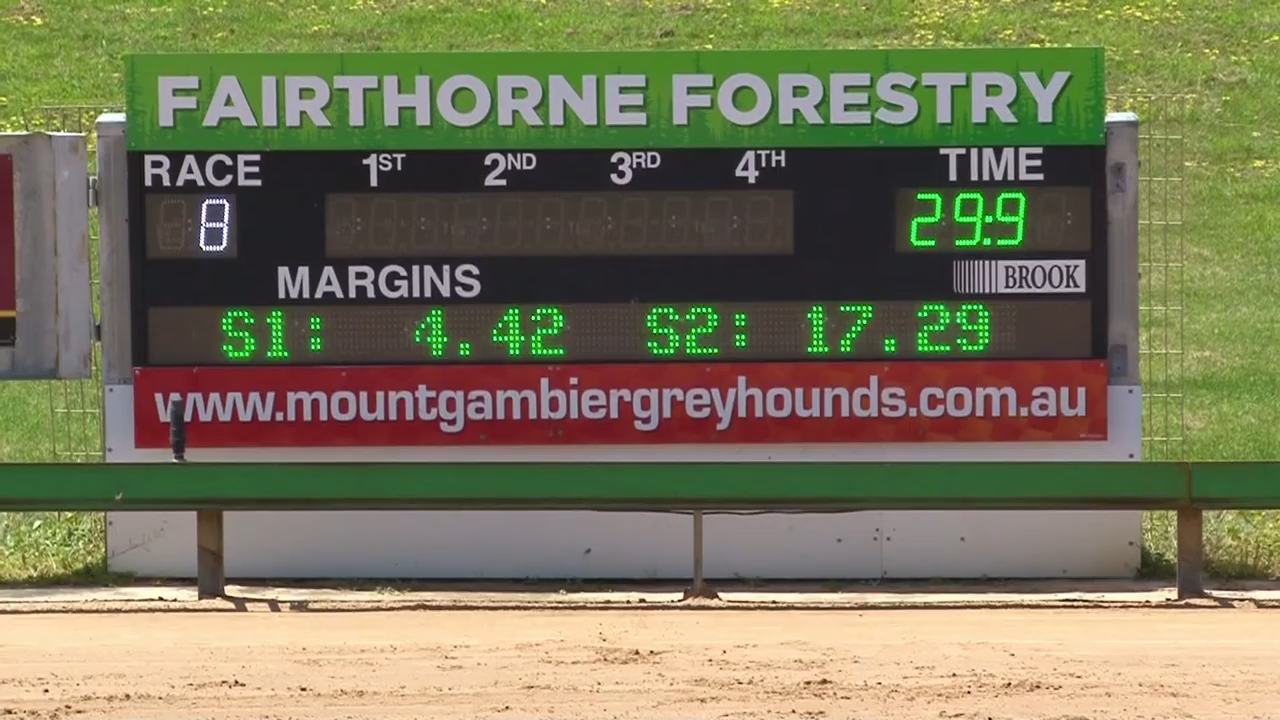 FAIRTHORNE FORESTRY
RACE 1ST 2ND 3RD 4TH TIME
8 29:9
MARGINS BROOK
S1: 4.42 S2: 17.29
www.mountgambiergreyhounds.com.au